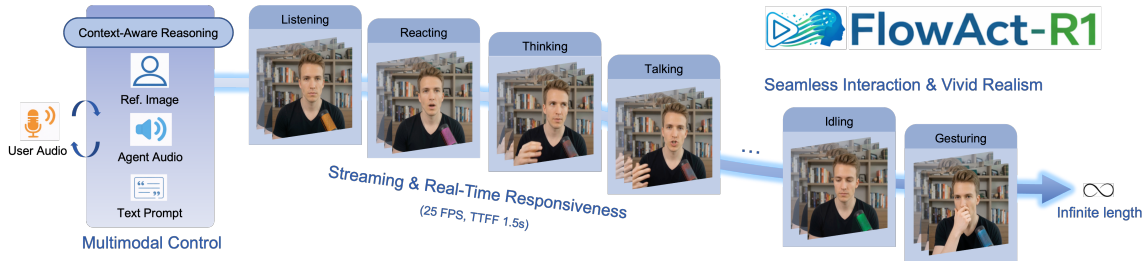 Context-Aware Reasoning
Ref. Image
User Audio
Agent Audio
Text Prompt
Multimodal Control
Listening
Reacting
Thinking
Talking
Streaming & Real-Time Responsiveness
(25 FPS, TTFF 1.5s)
FlowAct-R1
Seamless Interaction & Vivid Realism
...
Idling
Gesturing
∞
Infinite length